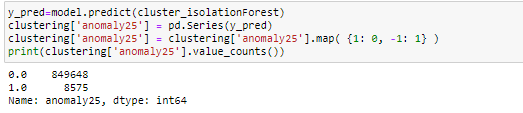 y_pred=model.predict(cluster_isolationForest)
clustering['anomaly25'] = pd.Series(y_pred)
clustering['anomaly25'] = clustering['anomaly25'].map( {1: 0, -1: 1} )
print(clustering['anomaly25'].value_counts())
0.0    849648
1.0      8575
Name: anomaly25, dtype: int64